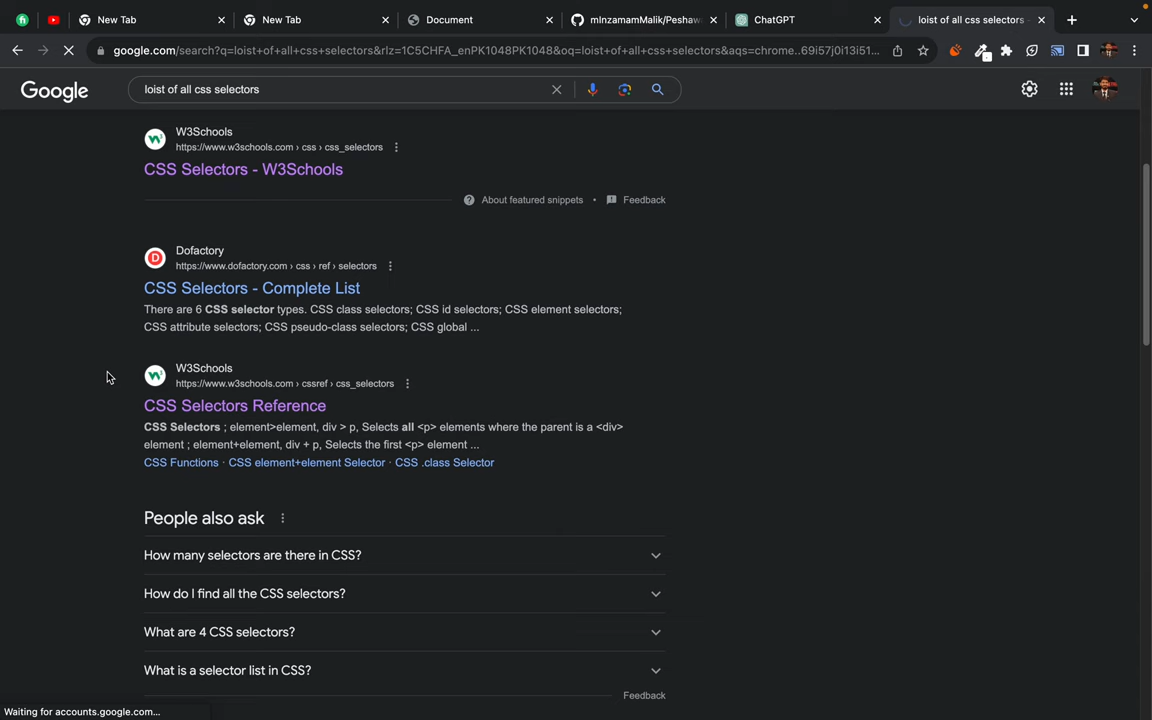 New Tab
New Tab
Document
mInzamamMalik/Peshaw
ChatGPT
loist of all css selectors -
google.com/search?q=loist+of+all+css+selectors&rlz=1C5CHFA_enPK1048PK1048&oq=loist+of+all+css+selectors&aqs=chrome..69i57j0i13i51...
Google
loist of all css selectors
W3Schools
https://www.w3schools.com › css › css_selectors
CSS Selectors - W3Schools
About featured snippets • Feedback
Dofactory
https://www.dofactory.com › css › ref › selectors
CSS Selectors - Complete List
There are 6 CSS selector types. CSS class selectors; CSS id selectors; CSS element selectors;
CSS attribute selectors; CSS pseudo-class selectors; CSS global ...
W3Schools
https://www.w3schools.com › cssref › css_selectors
CSS Selectors Reference
CSS Selectors ; element>element, div > p, Selects all <p> elements where the parent is a <div>
element ; element+element, div + p, Selects the first <p> element ...
CSS Functions · CSS element+element Selector · CSS .class Selector
People also ask
How many selectors are there in CSS?
How do I find all the CSS selectors?
What are 4 CSS selectors?
What is a selector list in CSS?
Feedback
Waiting for accounts.google.com...